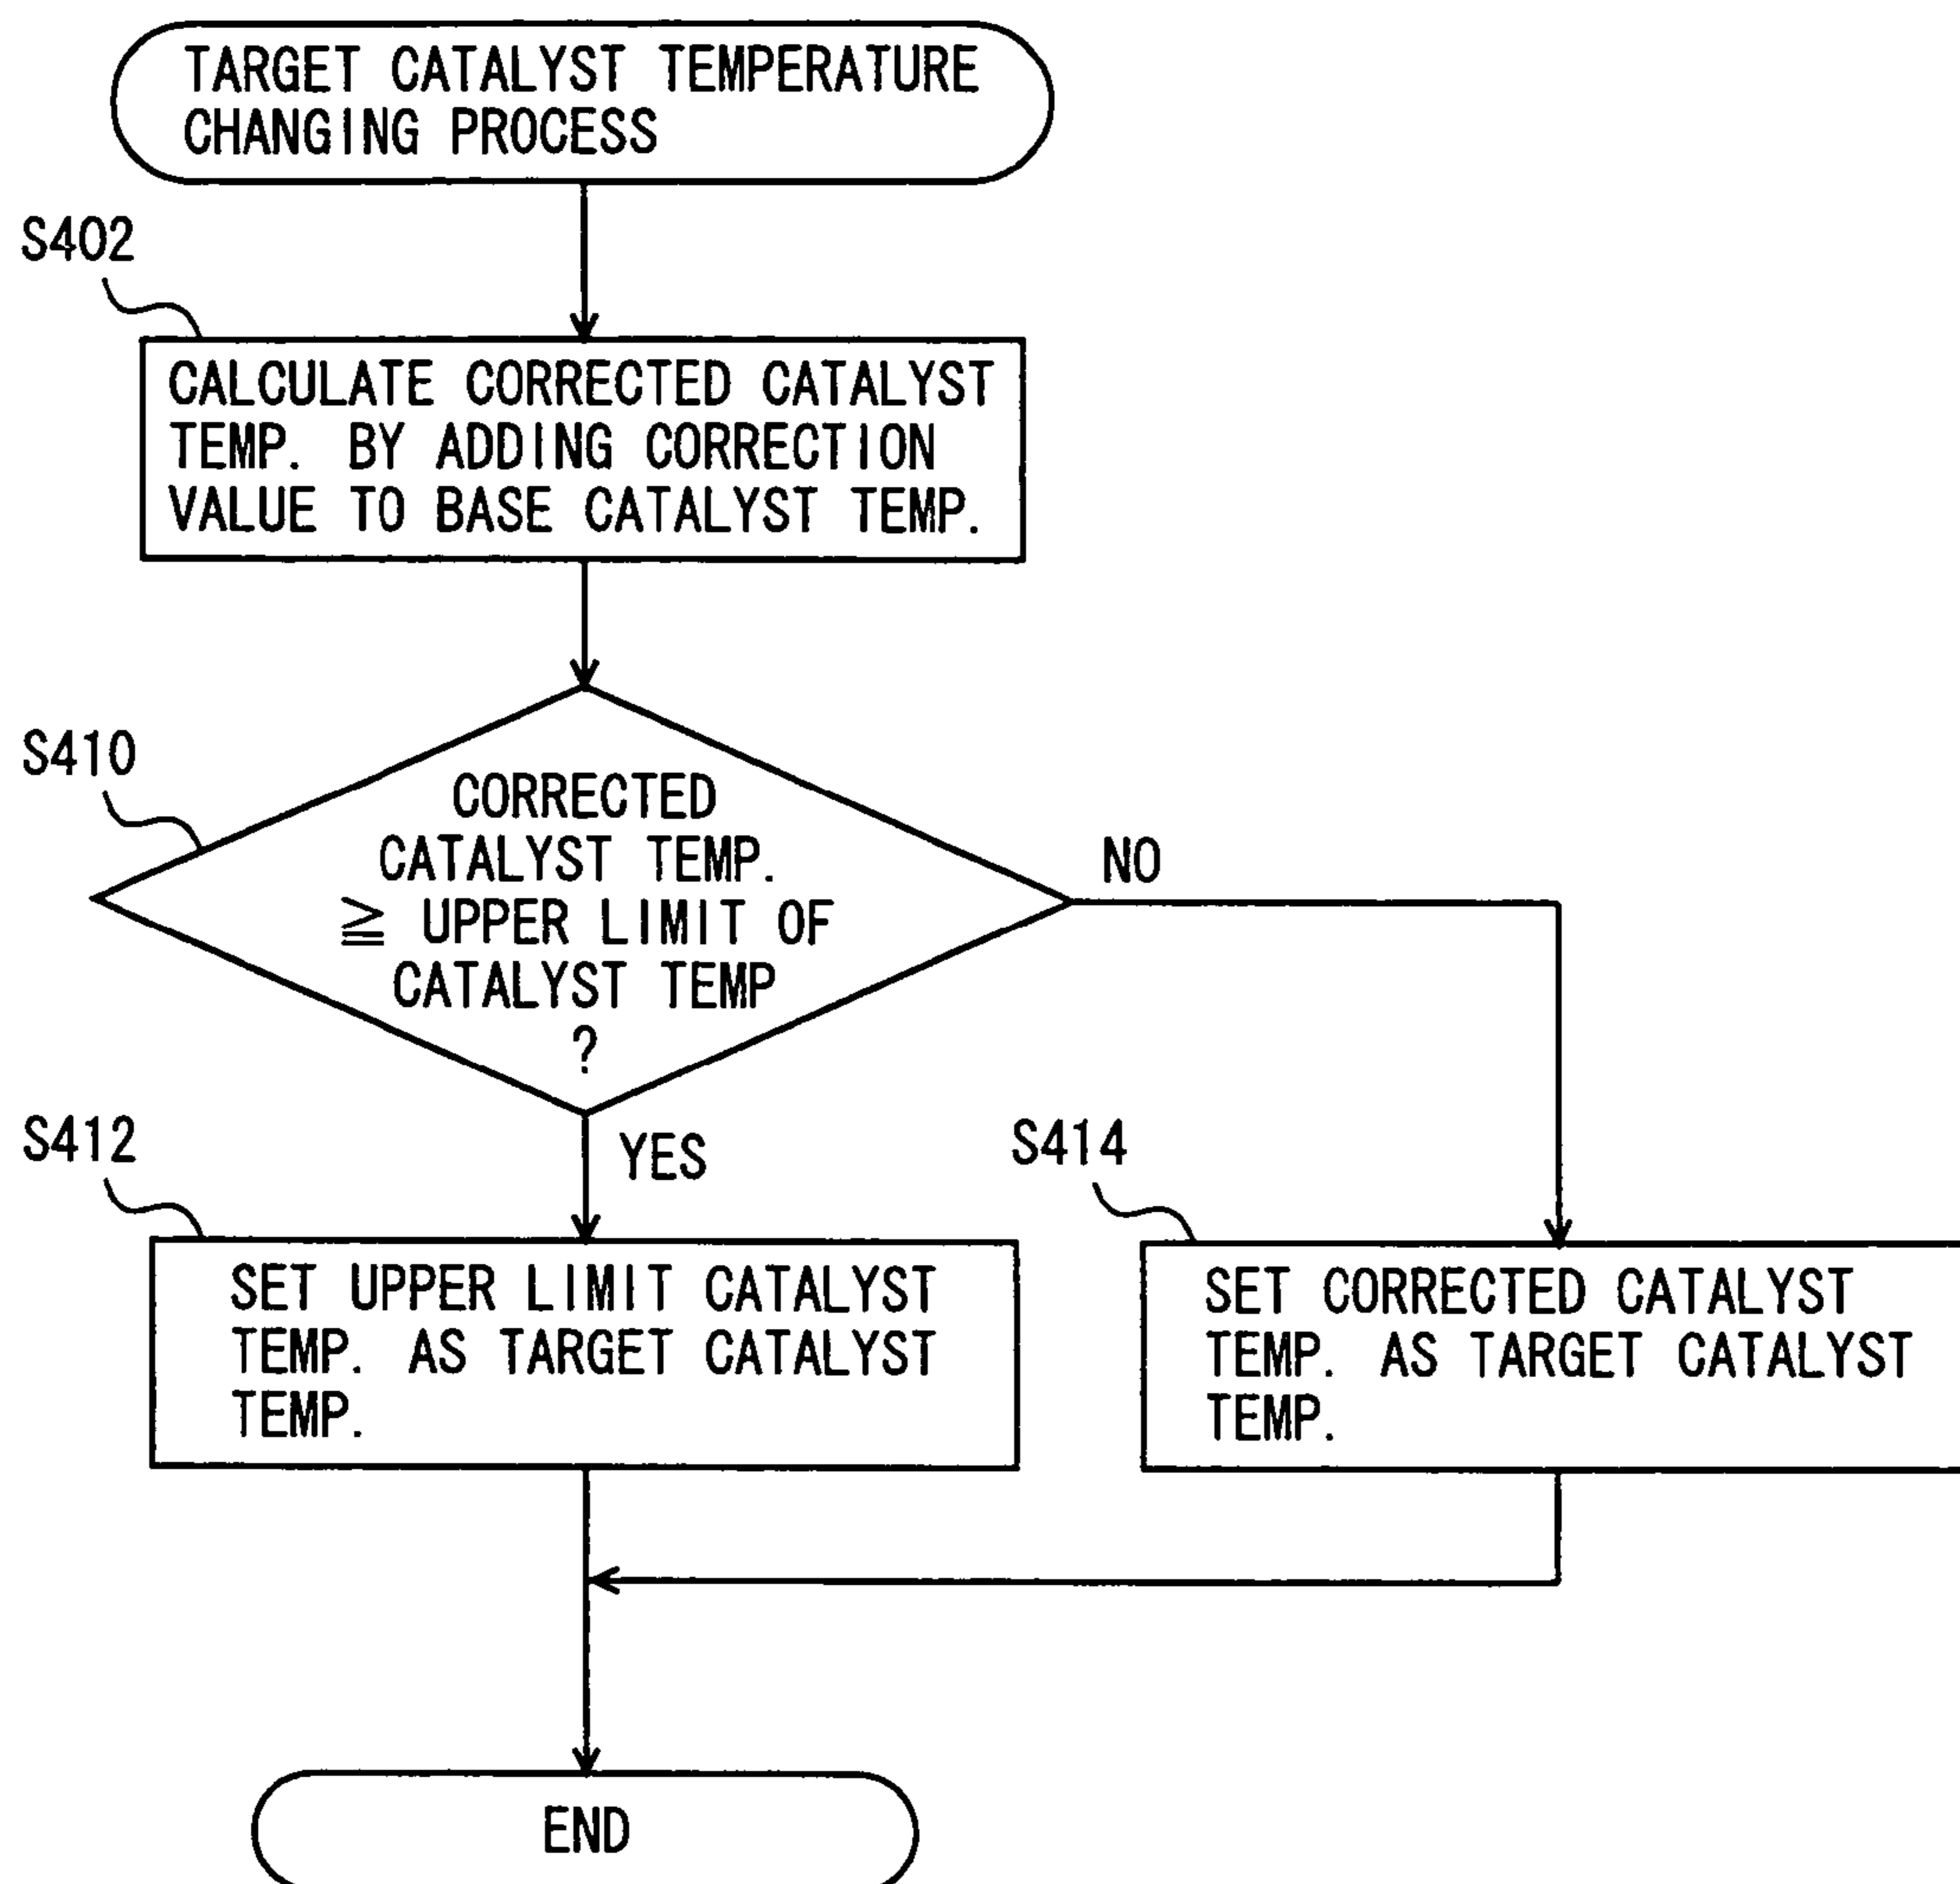 TARGET CATALYST TEMPERATURE
CHANGING PROCESS
S402
CALCULATE CORRECTED CATALYST
TEMP. BY ADDING CORRECTION
VALUE TO BASE CATALYST TEMP.
S410
CORRECTED
CATALYST TEMP.
≧ UPPER LIMIT OF
CATALYST TEMP
?
NO
YES
S412
SET UPPER LIMIT CATALYST
TEMP. AS TARGET CATALYST
TEMP.
S414
SET CORRECTED CATALYST
TEMP. AS TARGET CATALYST
TEMP.
END